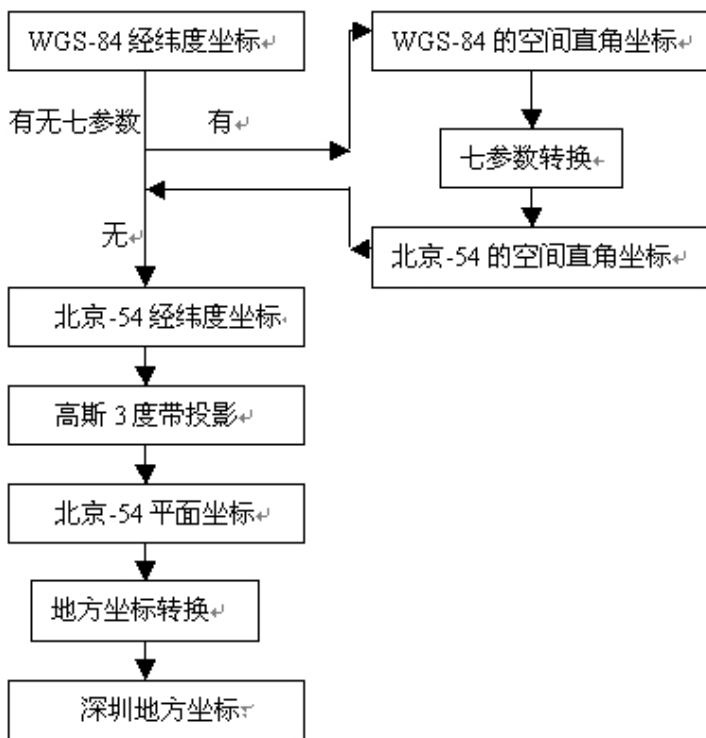 WGS-84 经纬度坐标
WGS-84 的空间直角坐标
有无七参数
有
七参数转换
无
北京-54 的空间直角坐标
北京-54 经纬度坐标
高斯 3 度带投影
北京-54 平面坐标
地方坐标转换
深圳地方坐标